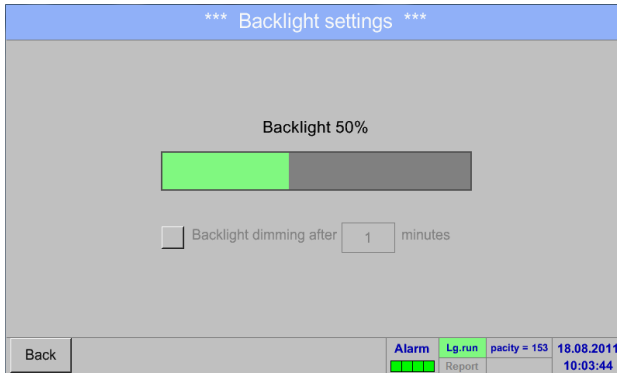 *** Backlight settings ***
Backlight 50%
Backlight dimming after 1 minutes
Back
Alarm Lg.run pacity = 153 18.08.2011
Report 10:03:44